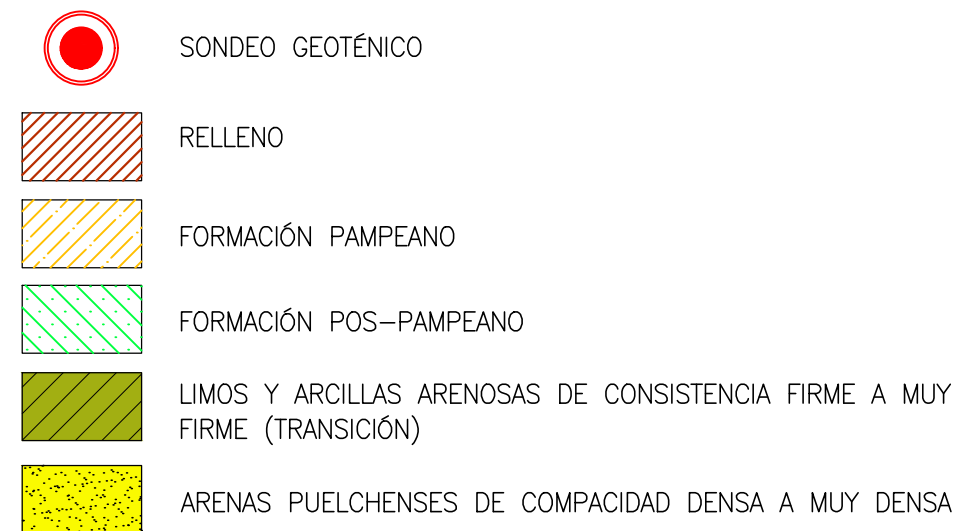 SONDEO GEOTÉNICO
RELLENO
FORMACIÓN PAMPEANO
FORMACIÓN POS-PAMPEANO
LIMOS Y ARCILLAS ARENOSAS DE CONSISTENCIA FIRME A MUY
FIRME (TRANSICIÓN)
ARENAS PUELCHENSES DE COMPACIDAD DENSA A MUY DENSA